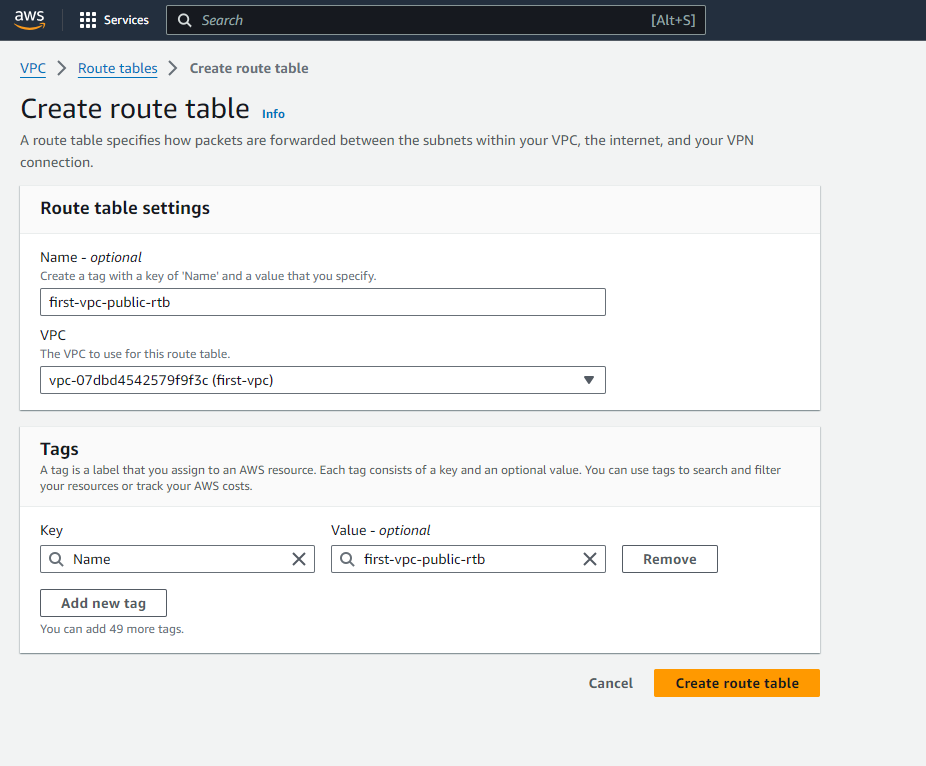 aws
Services
Search
[Alt+S]
VPC > Route tables > Create route table
Create route table Info
A route table specifies how packets are forwarded between the subnets within your VPC, the internet, and your VPN
connection.
Route table settings
Name - optional
Create a tag with a key of 'Name' and a value that you specify.
first-vpc-public-rtb
VPC
The VPC to use for this route table.
vpc-07dbd4542579f9f3c (first-vpc)
Tags
A tag is a label that you assign to an AWS resource. Each tag consists of a key and an optional value. You can use tags to search and filter
your resources or track your AWS costs.
Key
Value - optional
Name
first-vpc-public-rtb
Remove
Add new tag
You can add 49 more tags.
Cancel
Create route table